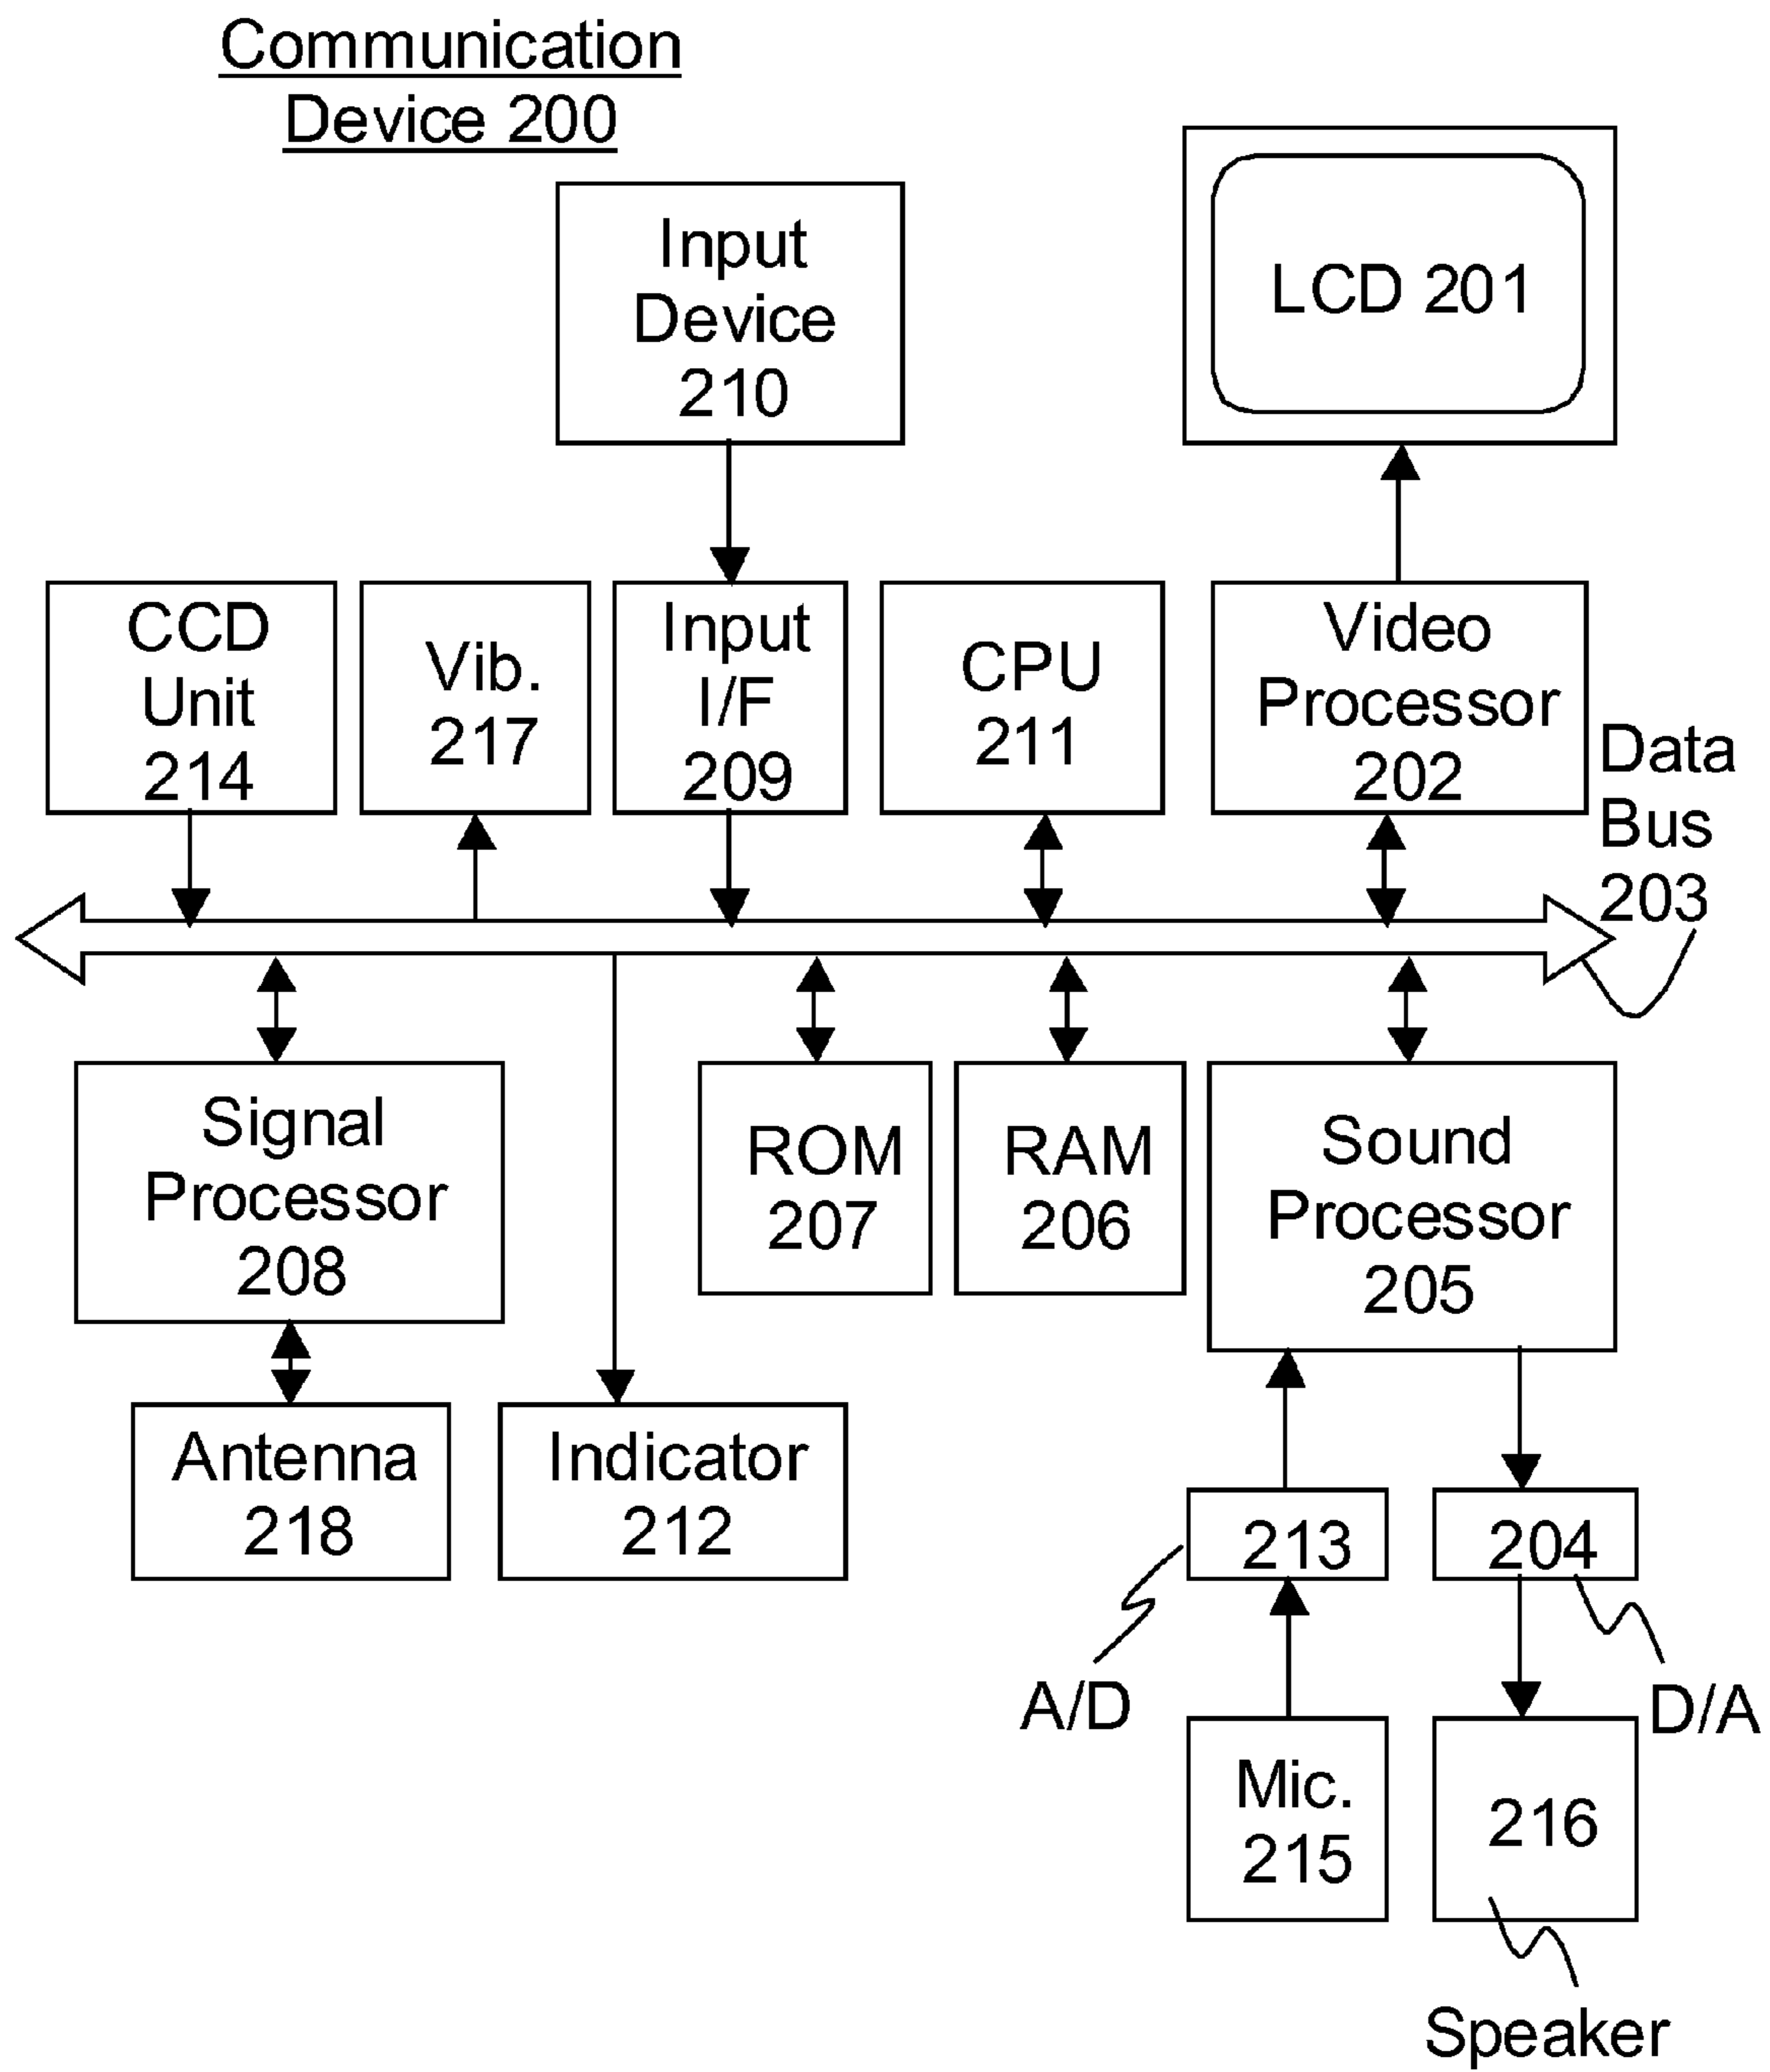 Communication
Device 200
Input
Device
210
LCD 201
CCD
Unit
214
Vib.
217
Input
I/F
209
CPU
211
Video
Processor
202
Data
Bus
203
Signal
Processor
208
ROM
207
RAM
206
Sound
Processor
205
Antenna
218
Indicator
212
213
204
A/D
D/A
Mic.
215
216
Speaker